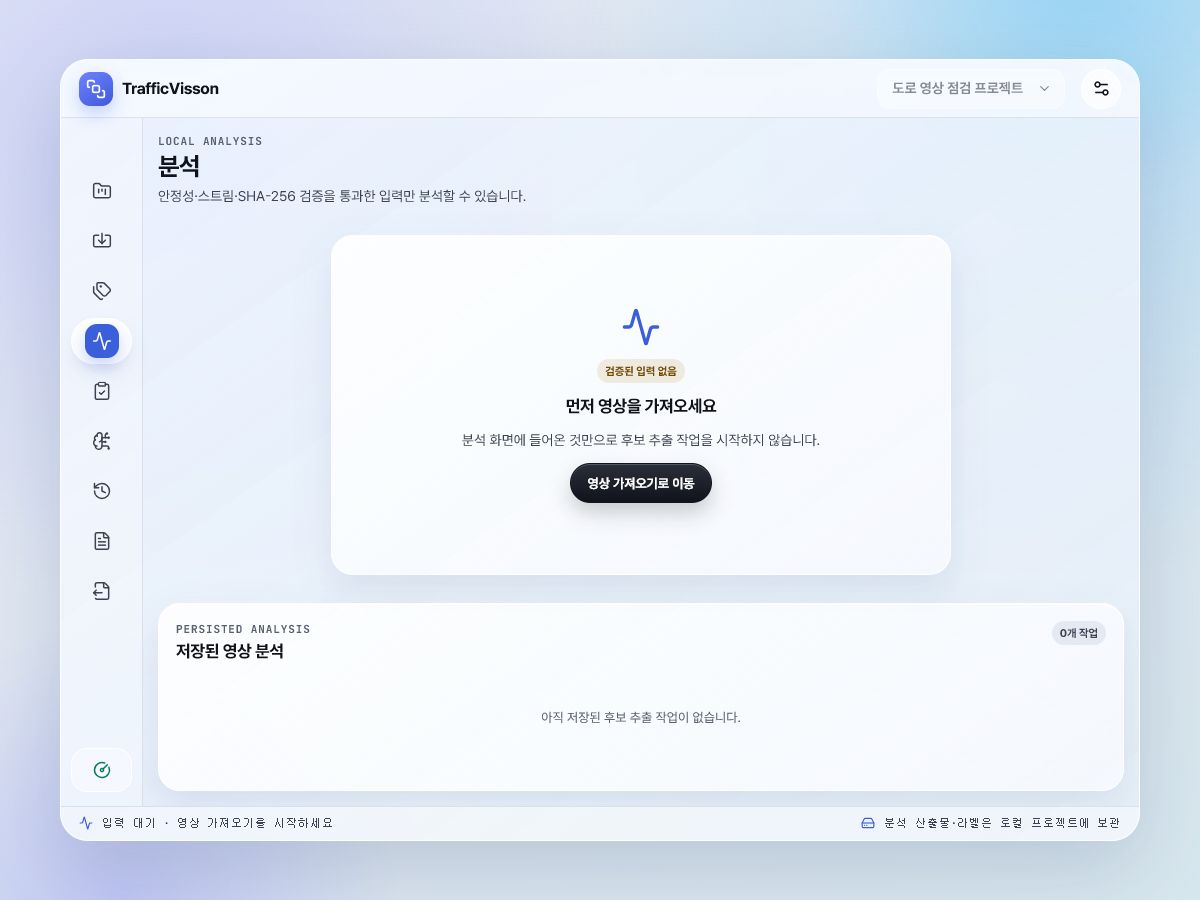 TrafficVisson
도로 영상 점검 프로젝트
LOCAL ANALYSIS
분석
안정성·스트림·SHA-256 검증을 통과한 입력만 분석할 수 있습니다.
검증된 입력 없음
먼저 영상을 가져오세요
분석 화면에 들어온 것만으로 후보 추출 작업을 시작하지 않습니다.
영상 가져오기로 이동
PERSISTED ANALYSIS
저장된 영상 분석
0개 작업
아직 저장된 후보 추출 작업이 없습니다.
입력 대기 · 영상 가져오기를 시작하세요
분석 산출물·라벨은 로컬 프로젝트에 보관